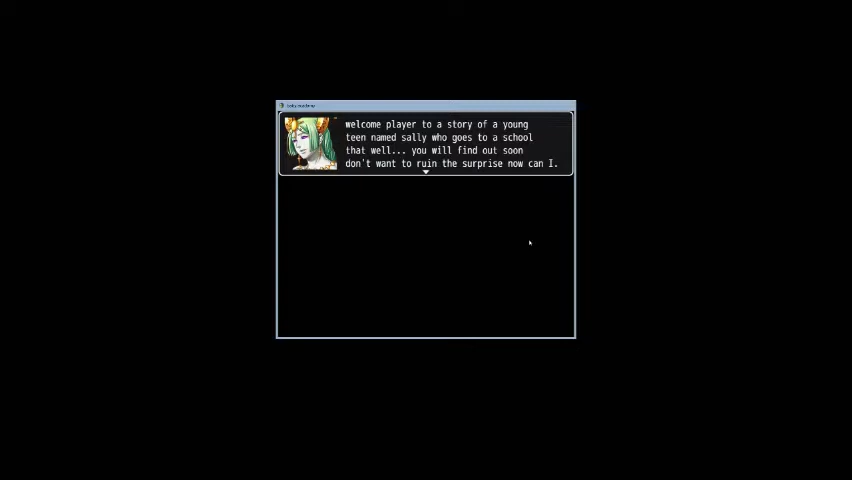 welcome player to a story of a young
teen named sally who goes to a school
that well... you will find out soon
don't want to ruin the surprise now can I.